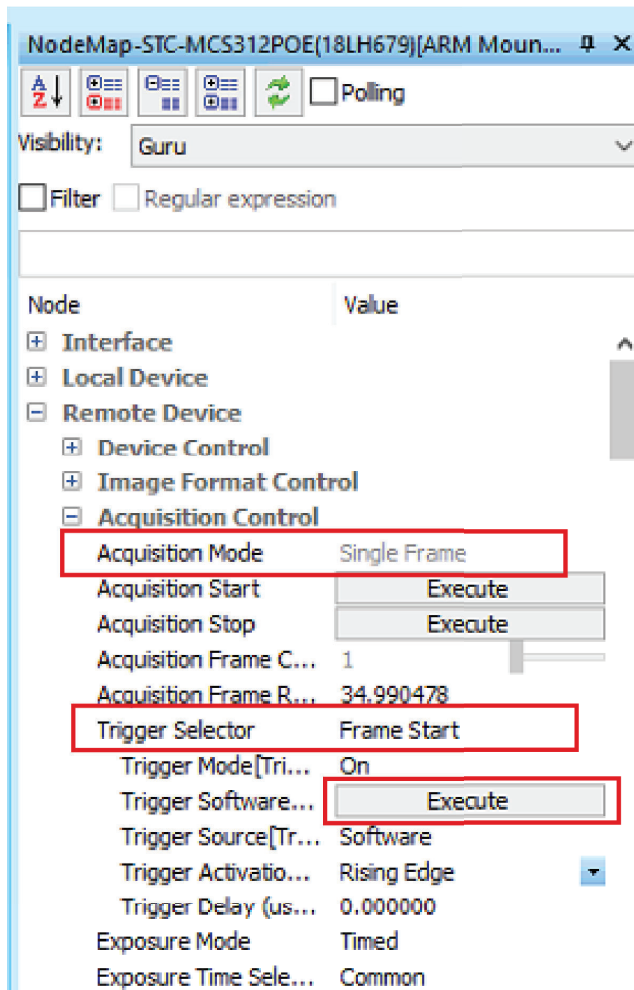 NodeMap-STC-MCS312POE(18LH679)[ARM Moun...
Polling
Visibility: Guru
Filter Regular expression
Node Value
Interface
Local Device
Remote Device
Device Control
Image Format Control
Acquisition Control
Acquisition Mode Single Frame
Acquisition Start Execute
Acquisition Stop Execute
Acquisition Frame C... 1
Acquisition Frame R... 34.990478
Trigger Selector Frame Start
Trigger Mode[Tri... On
Trigger Software... Execute
Trigger Source[Tr... Software
Trigger Activatio... Rising Edge
Trigger Delay (us... 0.000000
Exposure Mode Timed
Exposure Time Sele... Common